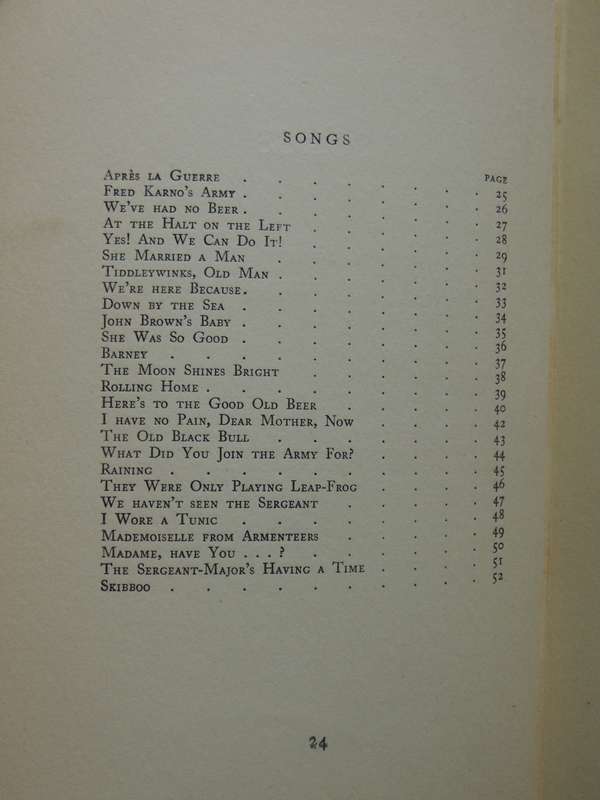 SONGS
PAGE
Après la Guerre . . . . . . . . 25
Fred Karno's Army . . . . . . . . 26
We've had no Beer . . . . . . . . 27
At the Halt on the Left . . . . . . 28
Yes! And We Can Do It! . . . . . . 29
She Married a Man . . . . . . . 31
Tiddleywinks, Old Man . . . . . . . 32
We're here Because . . . . . . . . 33
Down by the Sea . . . . . . . . 34
John Brown's Baby . . . . . . . . 35
She Was So Good . . . . . . . . 36
Barney . . . . . . . . . . 37
The Moon Shines Bright . . . . . . 38
Rolling Home . . . . . . . . . 39
Here's to the Good Old Beer . . . . . 40
I have no Pain, Dear Mother, Now . . . . 42
The Old Black Bull . . . . . . . 43
What Did You Join the Army For? . . . . 44
Raining . . . . . . . . . . 45
They Were Only Playing Leap-Frog . . . . 46
We haven't seen the Sergeant . . . . . 47
I Wore a Tunic . . . . . . . . 48
Mademoiselle from Armenteers . . . . . 49
Madame, have You . . . ? . . . . . . 50
The Sergeant-Major's Having a Time . . . . 51
Skibboo . . . . . . . . . . 52
24